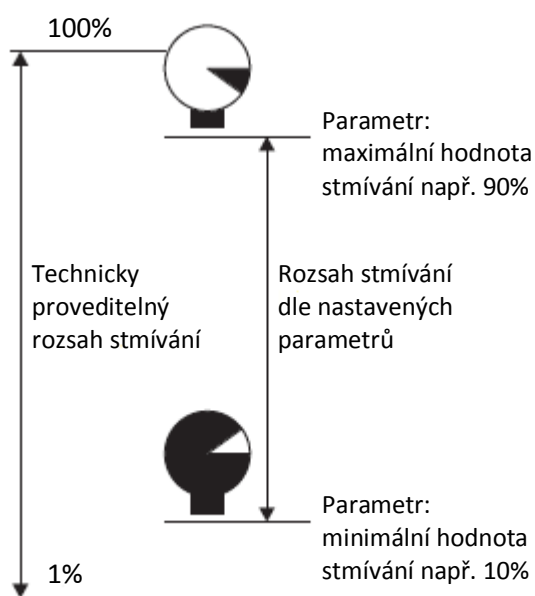 100%
Parametr:
maximální hodnota
stmívání např. 90%
Technicky
proveditelný
rozsah stmívání
Rozsah stmívání
dle nastavených
parametrů
Parametr:
minimální hodnota
stmívání např. 10%
1%